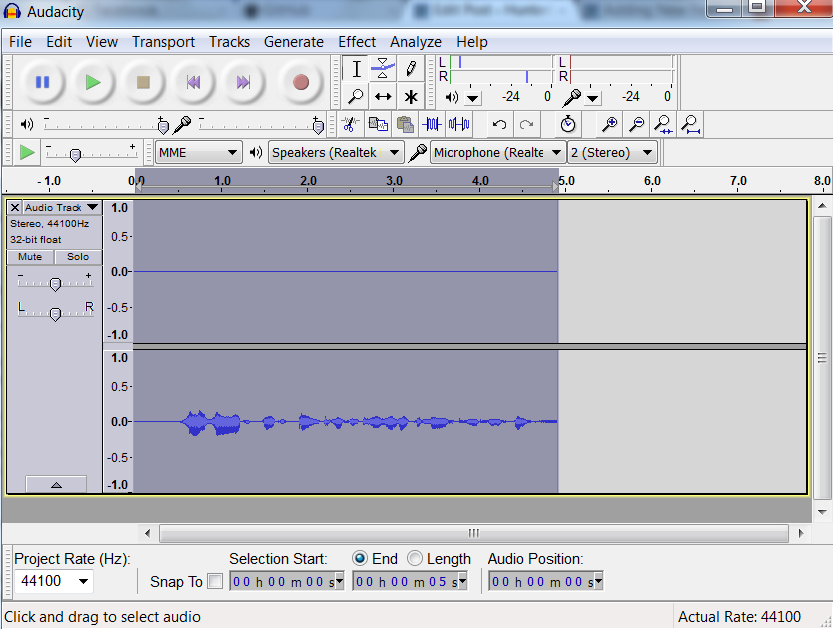 Audacity
File Edit View Transport Tracks Generate Effect Analyze Help
L
R
-24 0
L
R
-24 0
MME
Speakers (Realtek
Microphone (Realte
2 (Stereo)
- 1.0 0.0 1.0 2.0 3.0 4.0 5.0 6.0 7.0 8.0
Audio Track
Stereo, 44100Hz
32-bit float
Mute Solo
- +
L R
1.0
0.5-
0.0-
-0.5-
-1.0
1.0
0.5-
0.0-
-0.5-
-1.0
Project Rate (Hz):
44100
Snap To
Selection Start:
00 h 00 m 00 s
End Length
00 h 00 m 05 s
Audio Position:
00 h 00 m 00 s
Click and drag to select audio
Actual Rate: 44100